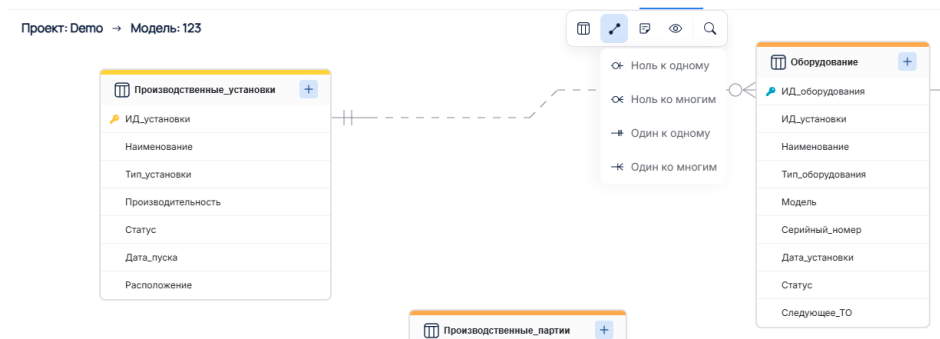 Проект: Demo → Модель: 123
Ноль к одному
Ноль ко многим
Один к одному
Один ко многим
Производственные_установки
ИД_установки
Наименование
Тип_установки
Производительность
Статус
Дата_пуска
Расположение
Оборудование
ИД_оборудования
ИД_установки
Наименование
Тип_оборудования
Модель
Серийный_номер
Дата_установки
Статус
Следующее_ТО
Производственные_партии